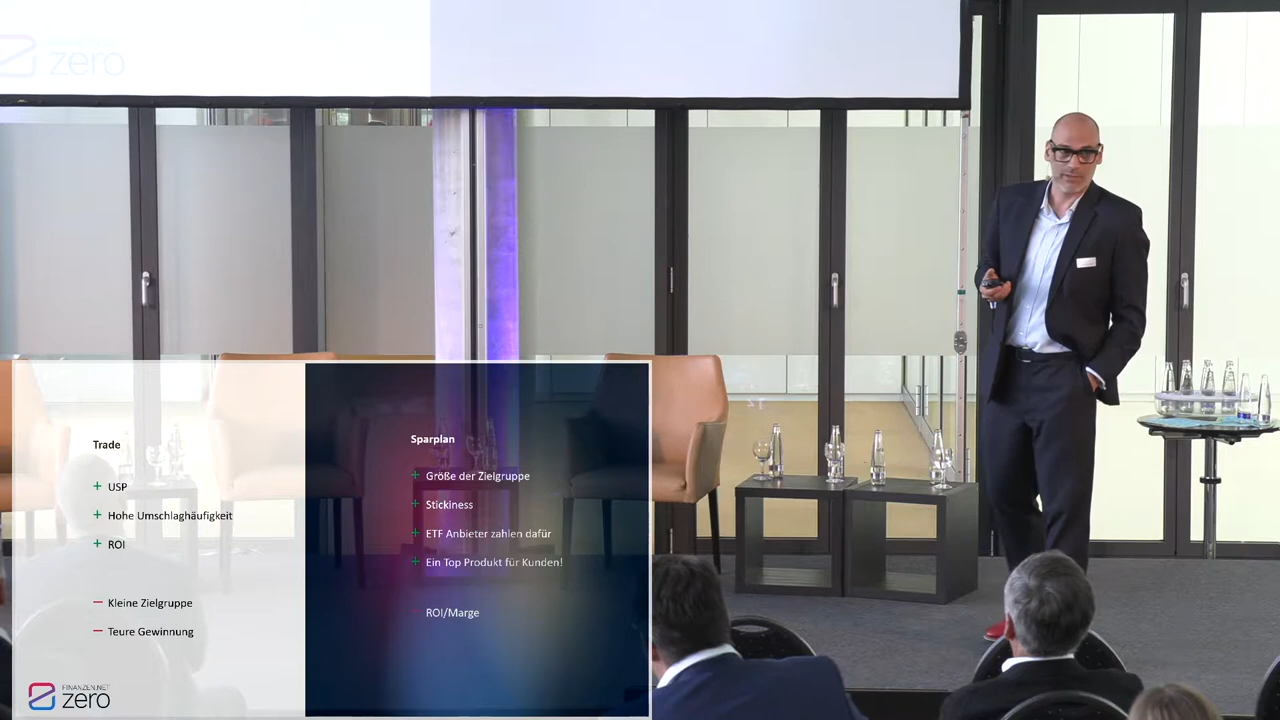 zero
Trade
+ USP
+ Hohe Umschlaghäufigkeit
+ ROI
– Kleine Zielgruppe
– Teure Gewinnung
Sparplan
+ Größe der Zielgruppe
+ Stickiness
+ ETF Anbieter zahlen dafür
+ Ein Top Produkt für Kunden!
ROI/Marge
FINANZEN.NET
zero